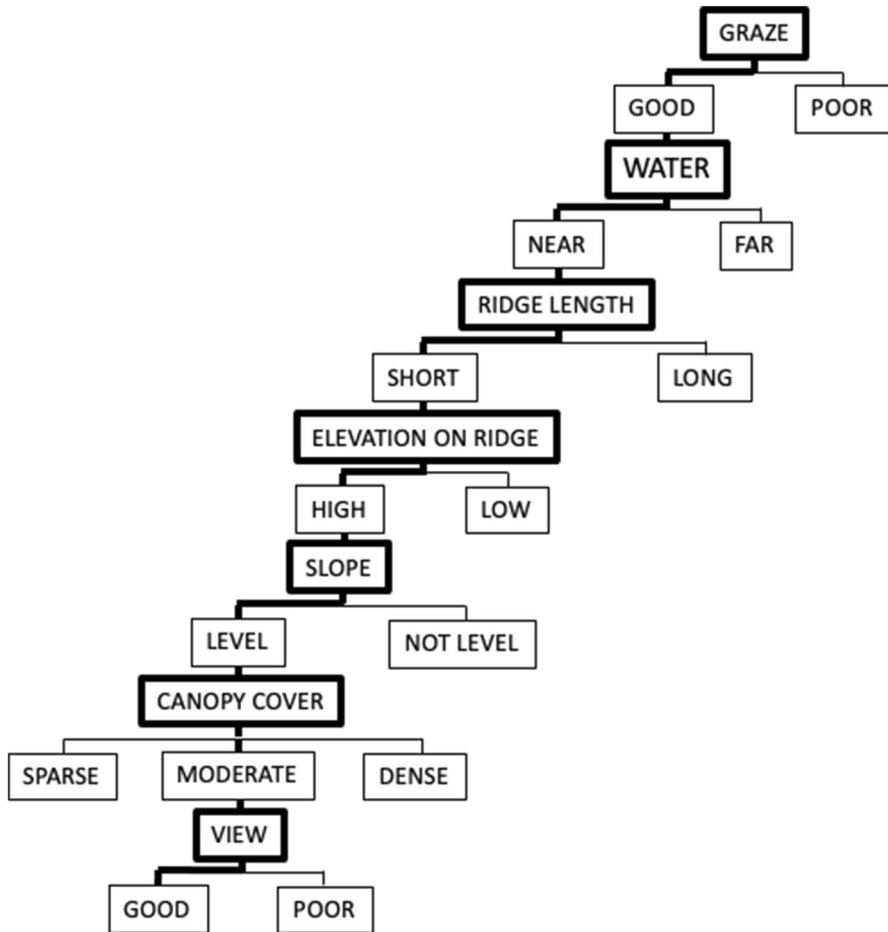 GRAZE
GOOD
POOR
WATER
NEAR
FAR
RIDGE LENGTH
SHORT
LONG
ELEVATION ON RIDGE
HIGH
LOW
SLOPE
LEVEL
NOT LEVEL
CANOPY COVER
SPARSE
MODERATE
DENSE
VIEW
GOOD
POOR